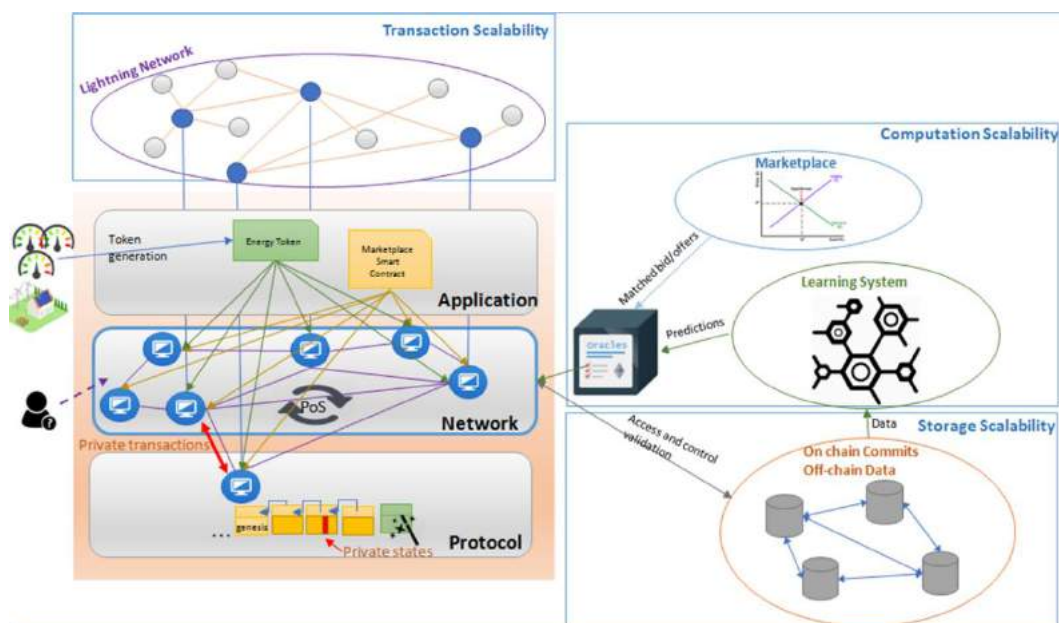 Transaction Scalability
Lightning Network
Computation Scalability
Marketplace
Token
generation
Energy Token
Marketplace
Smart
Contract
Application
Matched bid/offers
Learning System
oracles
Predictions
PoS
Network
Private transactions
Access and control
validation
Data
Storage Scalability
On chain Commits
Off-chain Data
... genesis
Private states
Protocol